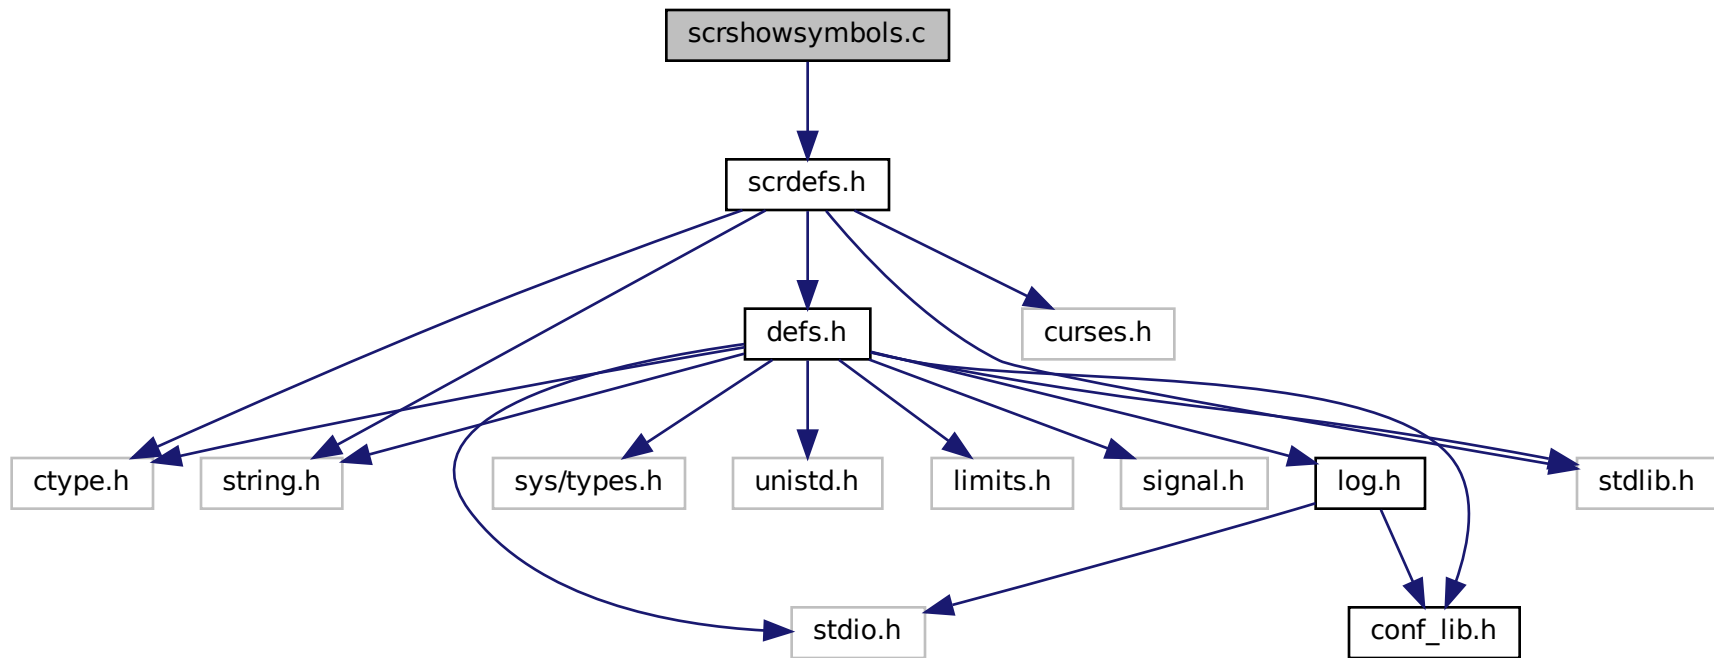 scrshowsymbols.c
scrdefs.h
defs.h
curses.h
ctype.h
string.h
sys/types.h
unistd.h
limits.h
signal.h
log.h
stdlib.h
stdio.h
conf_lib.h